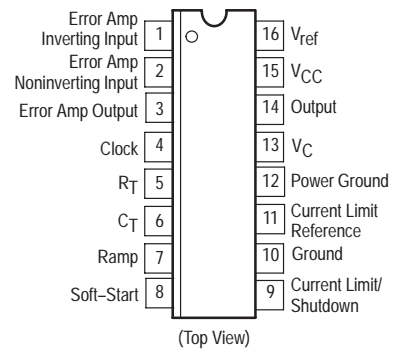 Error Amp
Inverting Input 1
Error Amp
Noninverting Input 2
Error Amp Output 3
Clock 4
RT 5
CT 6
Ramp 7
Soft–Start 8
16 Vref
15 VCC
14 Output
13 VC
12 Power Ground
11 Current Limit
Reference
10 Ground
9 Current Limit/
Shutdown
(Top View)